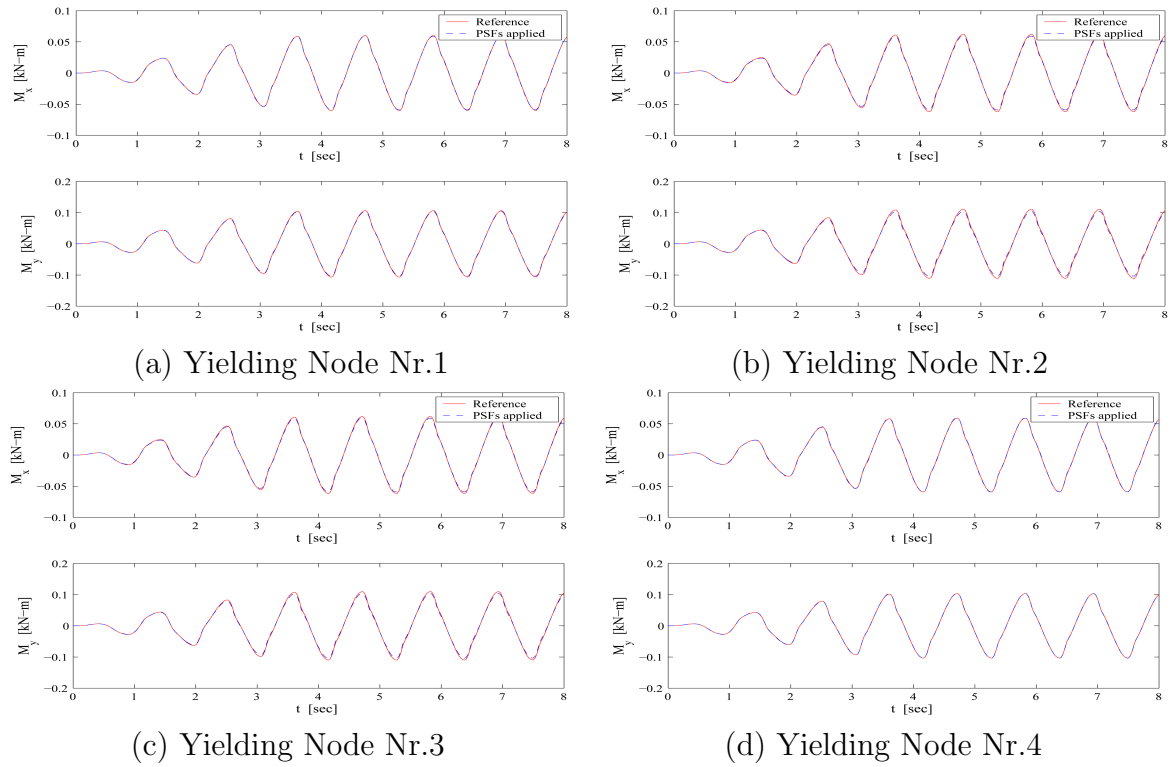 0.1
0.05
0
−0.05
−0.1
M_x [kN−m]
Reference
PSFs applied
0 1 2 3 4 5 6 7 8
t [sec]
0.2
0.1
0
−0.1
−0.2
M_y [kN−m]
0 1 2 3 4 5 6 7 8
t [sec]
(a) Yielding Node Nr.1
0.1
0.05
0
−0.05
−0.1
M_x [kN−m]
Reference
PSFs applied
0 1 2 3 4 5 6 7 8
t [sec]
0.2
0.1
0
−0.1
−0.2
M_y [kN−m]
0 1 2 3 4 5 6 7 8
t [sec]
(b) Yielding Node Nr.2
0.1
0.05
0
−0.05
−0.1
M_x [kN−m]
Reference
PSFs applied
0 1 2 3 4 5 6 7 8
t [sec]
0.2
0.1
0
−0.1
−0.2
M_y [kN−m]
0 1 2 3 4 5 6 7 8
t [sec]
(c) Yielding Node Nr.3
0.1
0.05
0
−0.05
−0.1
M_x [kN−m]
Reference
PSFs applied
0 1 2 3 4 5 6 7 8
t [sec]
0.2
0.1
0
−0.1
−0.2
M_y [kN−m]
0 1 2 3 4 5 6 7 8
t [sec]
(d) Yielding Node Nr.4